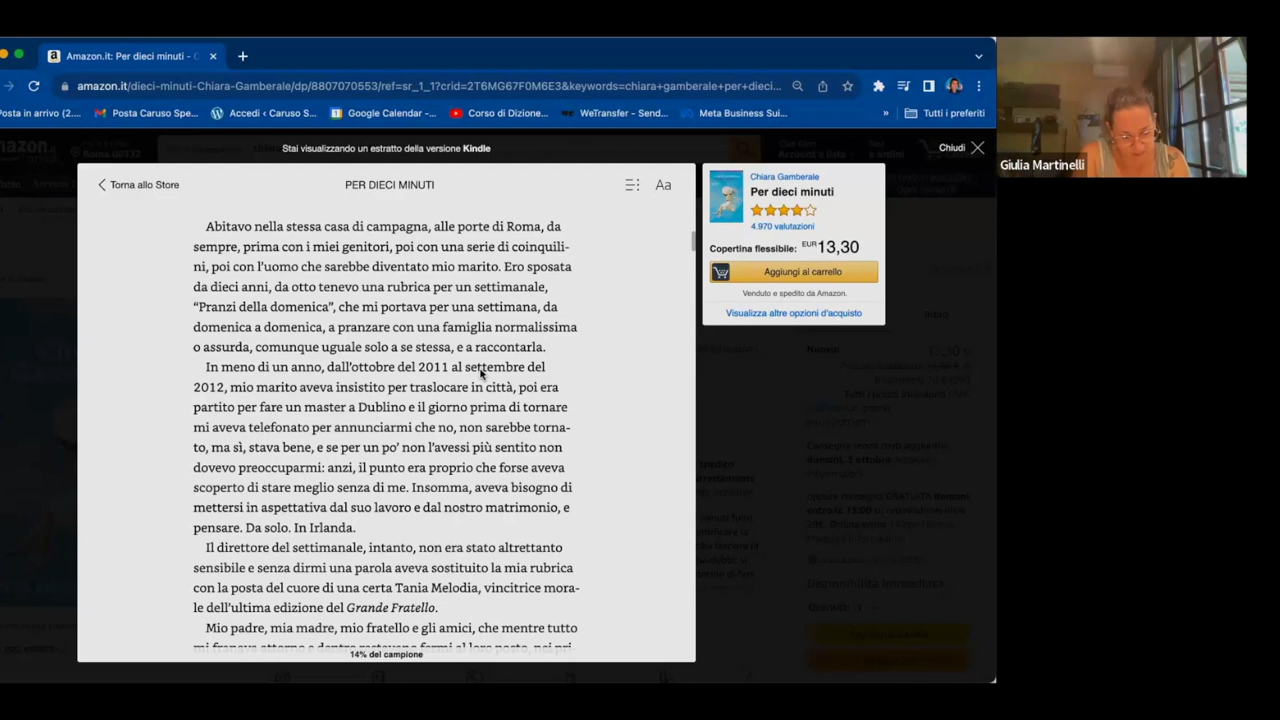 Amazon.it: Per dieci minuti - C
amazon.it/dieci-minuti-Chiara-Gamberale/dp/8807070553/ref=sr_1_1?crid=2T6MG67F0M6E3&keywords=chiara+gamberale+per+dieci...
Posta in arrivo (2....
Posta Caruso Spe...
Accedi ‹ Caruso S...
Google Calendar -...
Corso di Dizione...
WeTransfer - Send...
Meta Business Sui...
»
Tutti i preferiti
Giulia Martinelli
Stai visualizzando un estratto della versione Kindle
Chiudi
Torna allo Store
PER DIECI MINUTI
Aa
Abitavo nella stessa casa di campagna, alle porte di Roma, da
sempre, prima con i miei genitori, poi con una serie di coinquili-
ni, poi con l'uomo che sarebbe diventato mio marito. Ero sposata
da dieci anni, da otto tenevo una rubrica per un settimanale,
“Pranzi della domenica”, che mi portava per una settimana, da
domenica a domenica, a pranzare con una famiglia normalissima
o assurda, comunque uguale solo a se stessa, e a raccontarla.
In meno di un anno, dall'ottobre del 2011 al settembre del
2012, mio marito aveva insistito per traslocare in città, poi era
partito per fare un master a Dublino e il giorno prima di tornare
mi aveva telefonato per annunciarmi che no, non sarebbe torna-
to, ma sì, stava bene, e se per un po' non l'avessi più sentito non
dovevo preoccuparmi: anzi, il punto era proprio che forse aveva
scoperto di stare meglio senza di me. Insomma, aveva bisogno di
mettersi in aspettativa dal suo lavoro e dal nostro matrimonio, e
pensare. Da solo. In Irlanda.
Il direttore del settimanale, intanto, non era stato altrettanto
sensibile e senza dirmi una parola aveva sostituito la mia rubrica
con la posta del cuore di una certa Tania Melodia, vincitrice mora-
le dell'ultima edizione del Grande Fratello.
Mio padre, mia madre, mio fratello e gli amici, che mentre tutto
14% del campione
Chiara Gamberale
Per dieci minuti
4.970 valutazioni
Copertina flessibile: EUR13,30
Aggiungi al carrello
Venduto e spedito da Amazon.
Visualizza altre opzioni d'acquisto